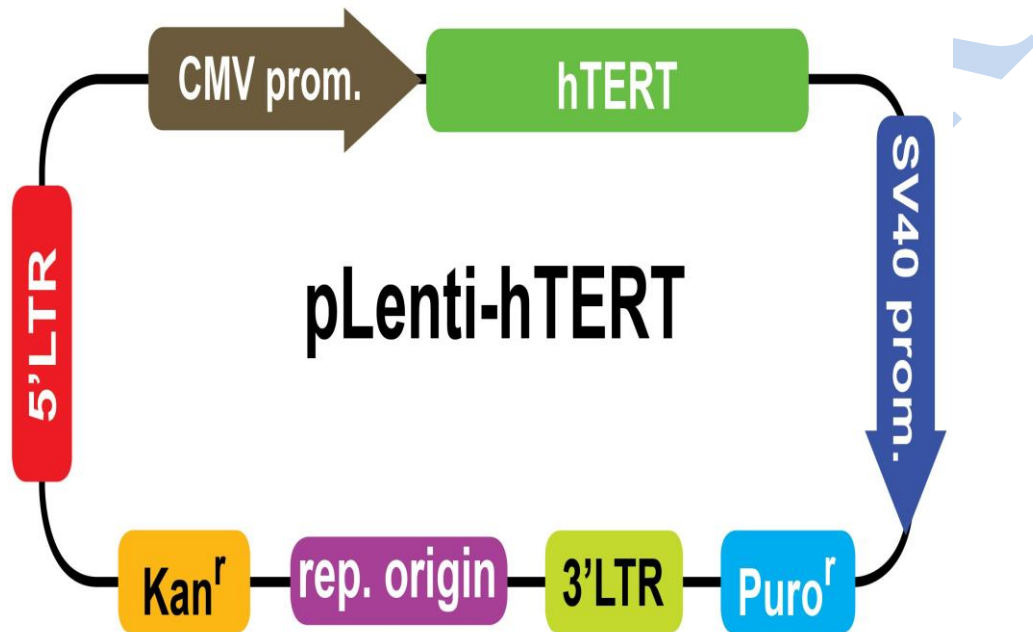 CMV prom.
hTERT
SV40 prom.
5'LTR
pLenti-hTERT
Kanʳ
rep. origin
3'LTR
Puroʳ